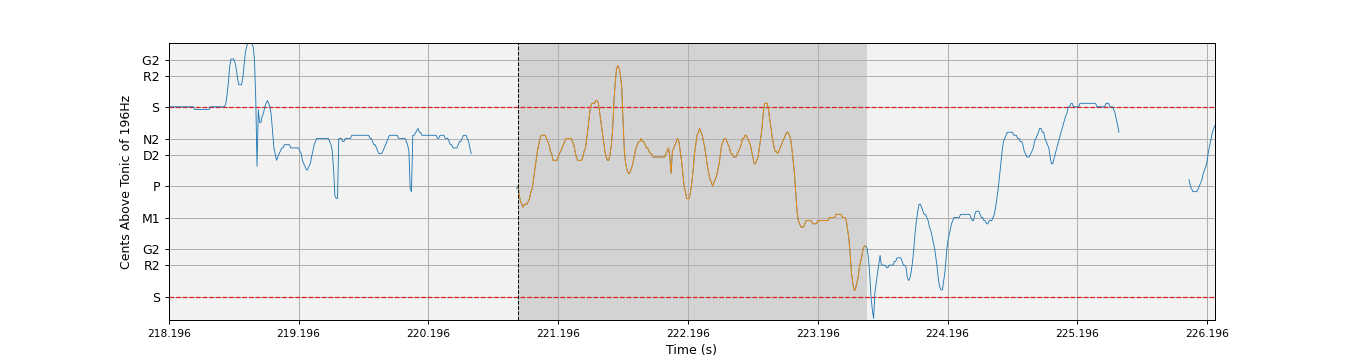 Cents Above Tonic of 196Hz
G2
R2
S
N2
D2
P
M1
G2
R2
S
218.196 219.196 220.196 221.196 222.196 223.196 224.196 225.196 226.196
Time (s)